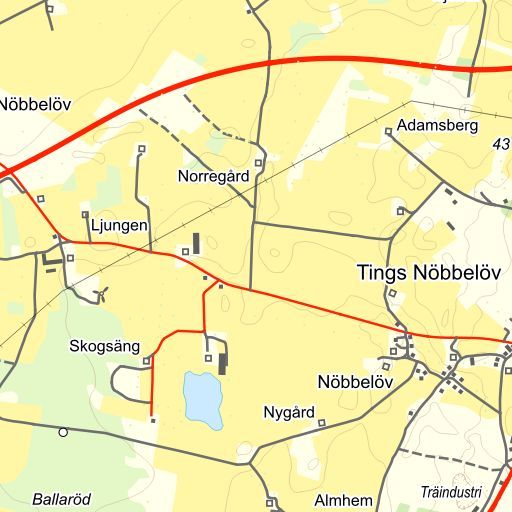 Nöbbelöv
Adamsberg
43
Norregård
Ljungen
Tings Nöbbelöv
Skogsäng
Nöbbelöv
Nygård
Ballaröd
Almhem
Träindustri